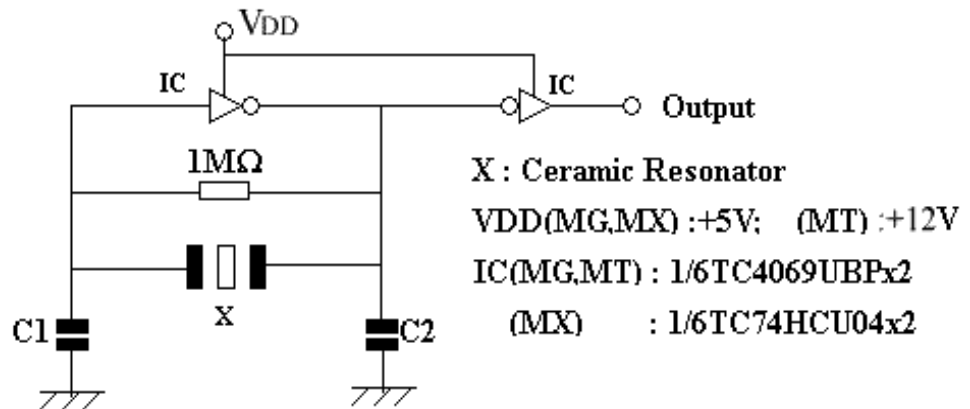 VDD
IC
IC
Output
1MΩ
X : Ceramic Resonator
VDD(MG,MX) :+5V; (MT) :+12V
IC(MG,MT) : 1/6TC4069UBPx2
X
C1
C2
(MX) : 1/6TC74HCU04x2